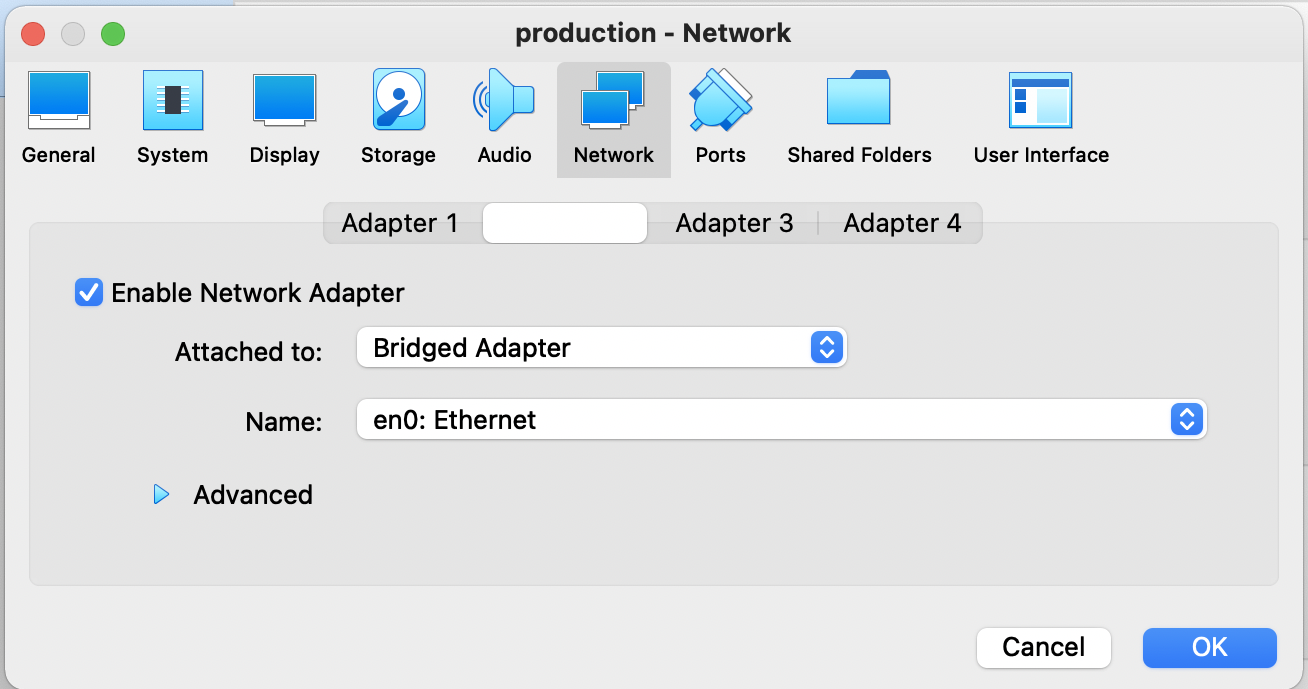 production - Network
General System Display Storage Audio Network Ports Shared Folders User Interface
Adapter 1 Adapter 3 Adapter 4
Enable Network Adapter
Attached to: Bridged Adapter
Name: en0: Ethernet
Advanced
Cancel OK